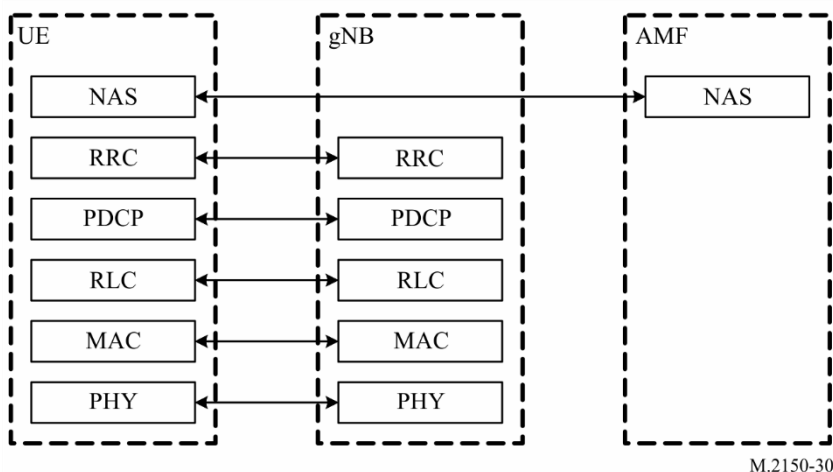 UE gNB AMF
NAS NAS
RRC RRC
PDCP PDCP
RLC RLC
MAC MAC
PHY PHY
M.2150-30